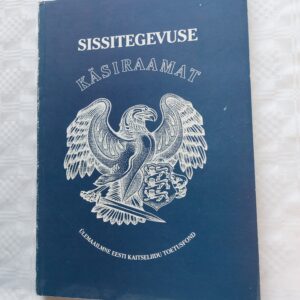 SISSITEGEVUSE
KÄSIRAAMAT
ÜLEMAAILMNE EESTI KAITSELIIDU TOETUSFOND